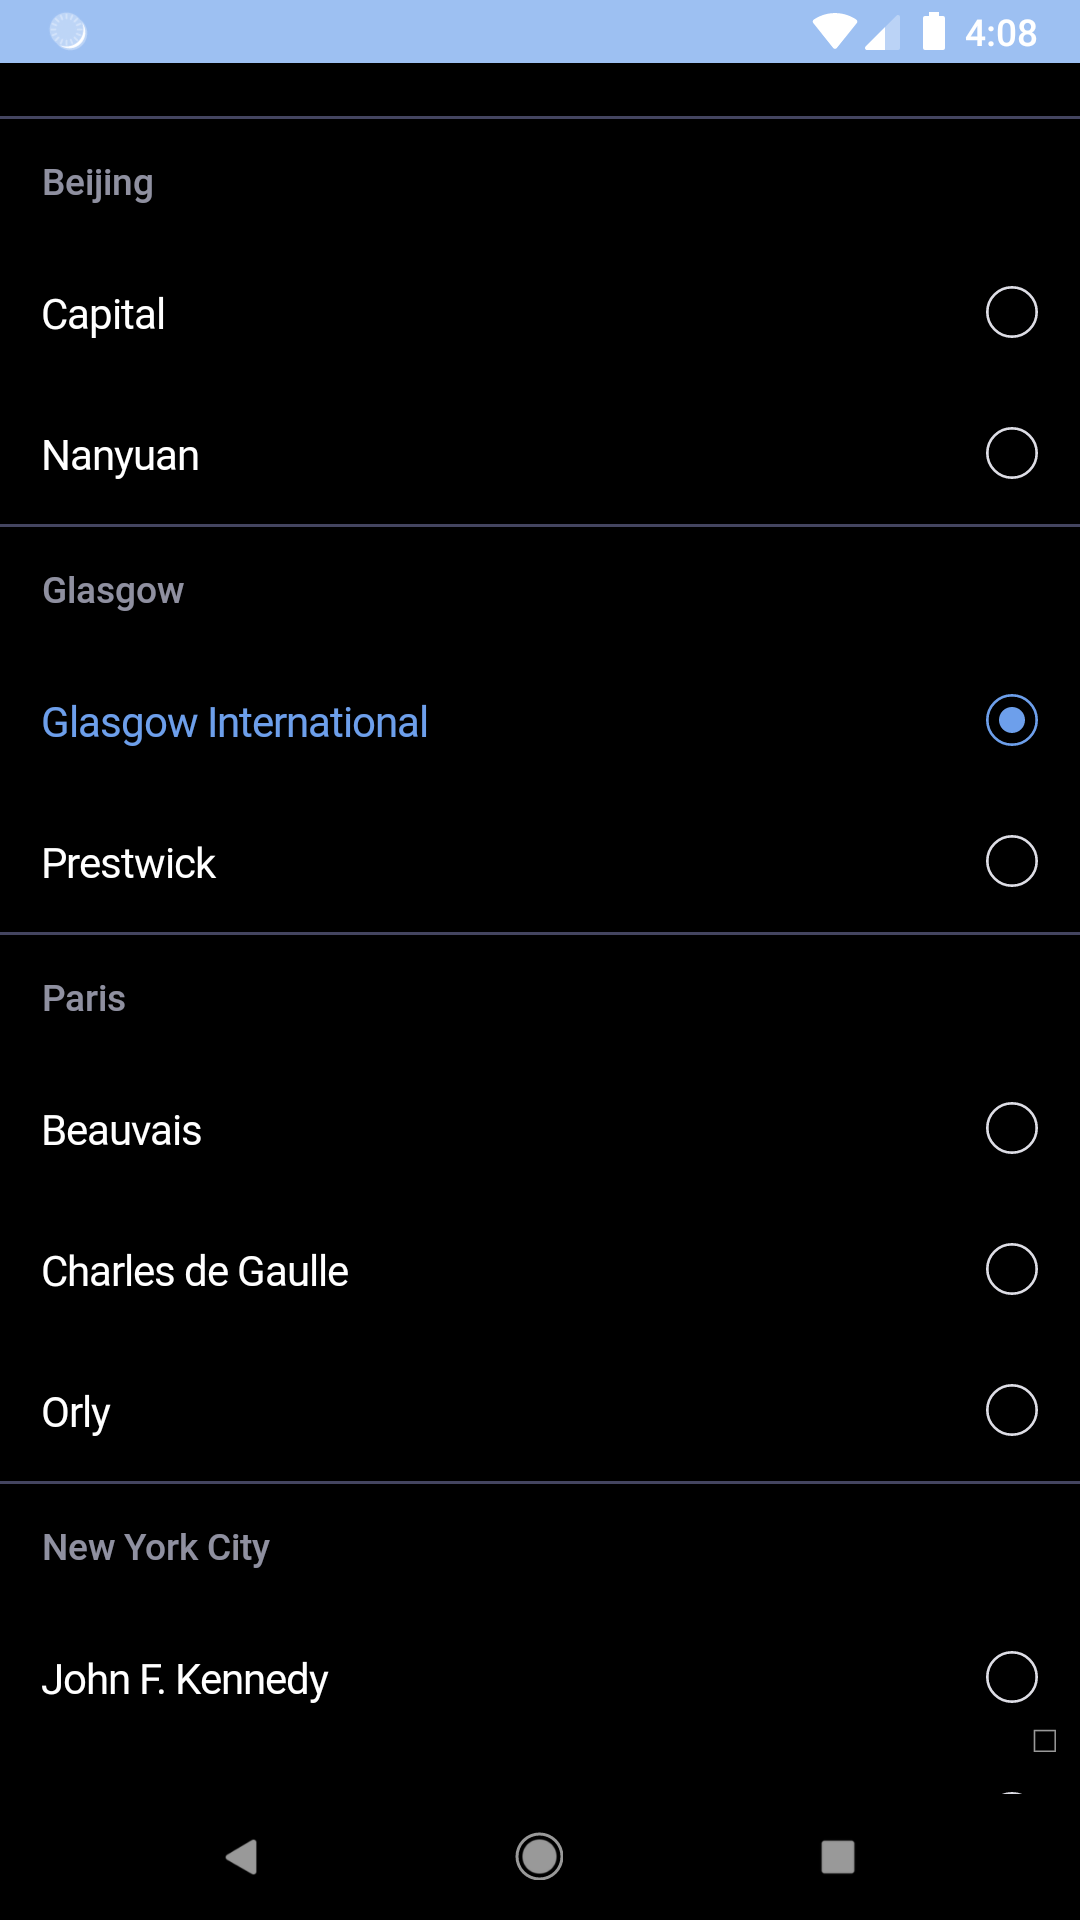 4:08
Beijing
Capital
Nanyuan
Glasgow
Glasgow International
Prestwick
Paris
Beauvais
Charles de Gaulle
Orly
New York City
John F. Kennedy